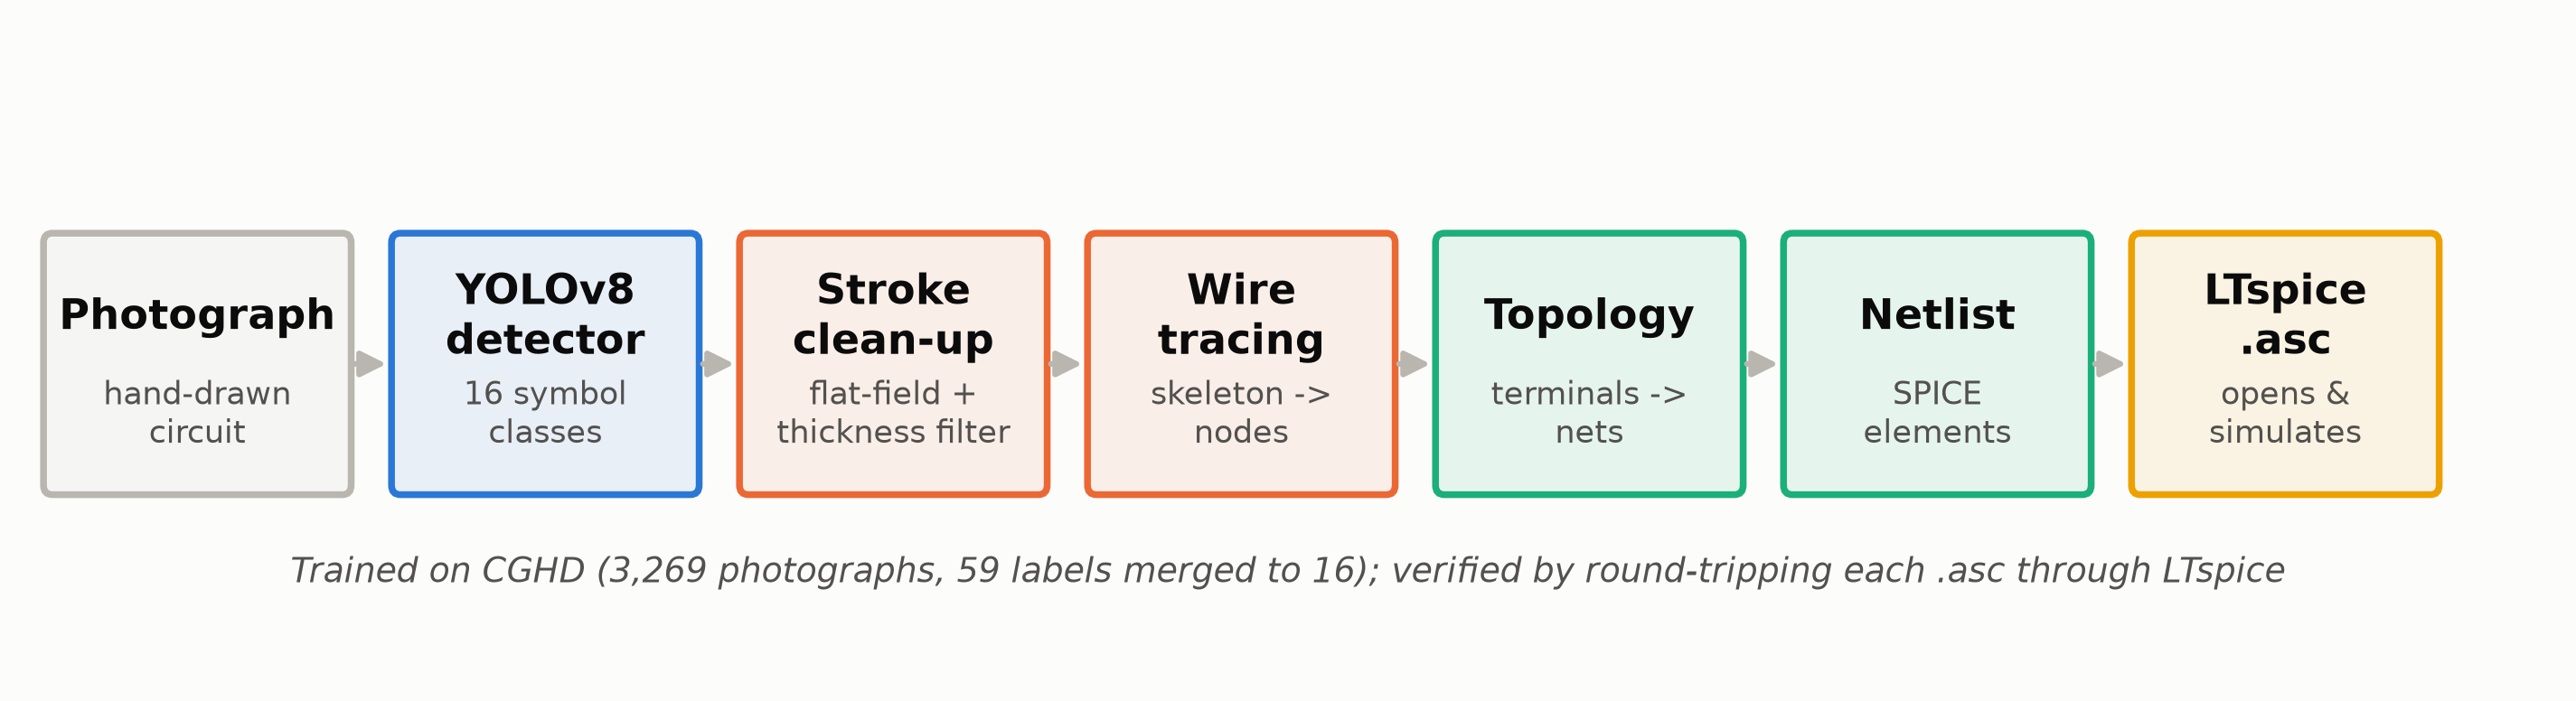 Photograph
hand-drawn
circuit
YOLOv8
detector
16 symbol
classes
Stroke
clean-up
flat-field +
thickness filter
Wire
tracing
skeleton ->
nodes
Topology
terminals ->
nets
Netlist
SPICE
elements
LTspice
.asc
opens &
simulates
Trained on CGHD (3,269 photographs, 59 labels merged to 16); verified by round-tripping each .asc through LTspice